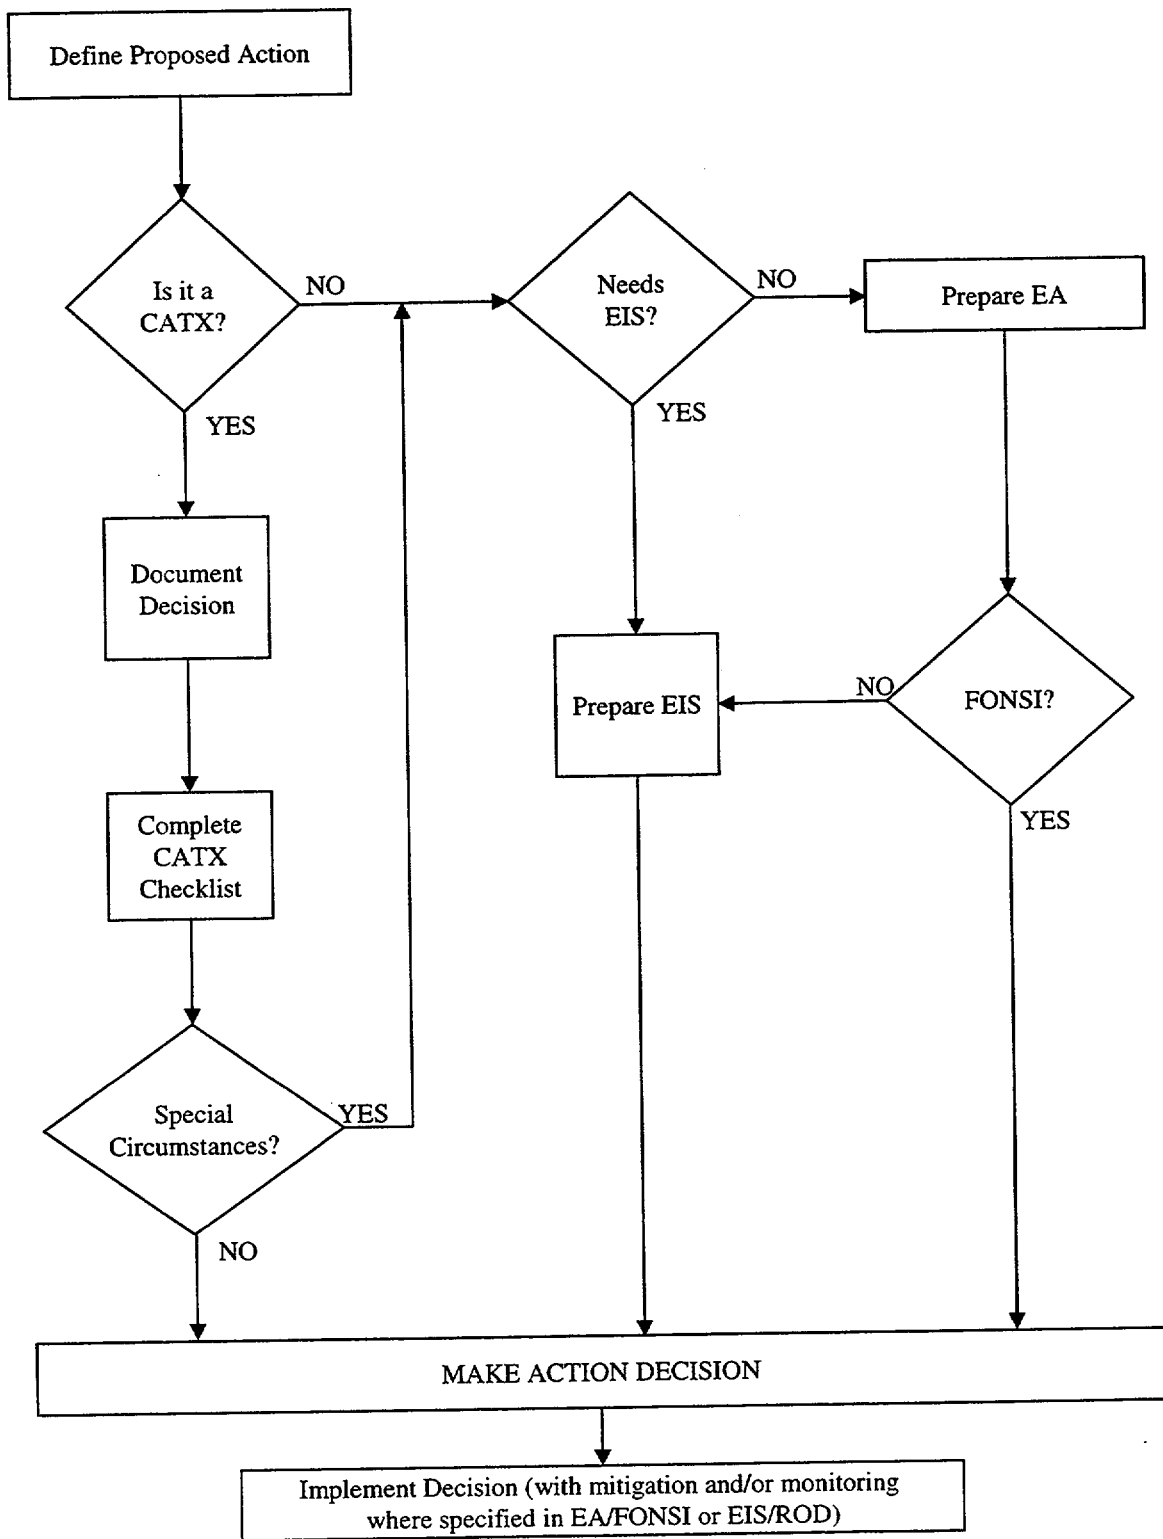 Define Proposed Action
Is it a
CATX?
NO
YES
Needs
EIS?
NO
YES
Prepare EA
Document
Decision
Prepare EIS
NO
FONSI?
YES
Complete
CATX
Checklist
Special
Circumstances?
YES
NO
MAKE ACTION DECISION
Implement Decision (with mitigation and/or monitoring
where specified in EA/FONSI or EIS/ROD)